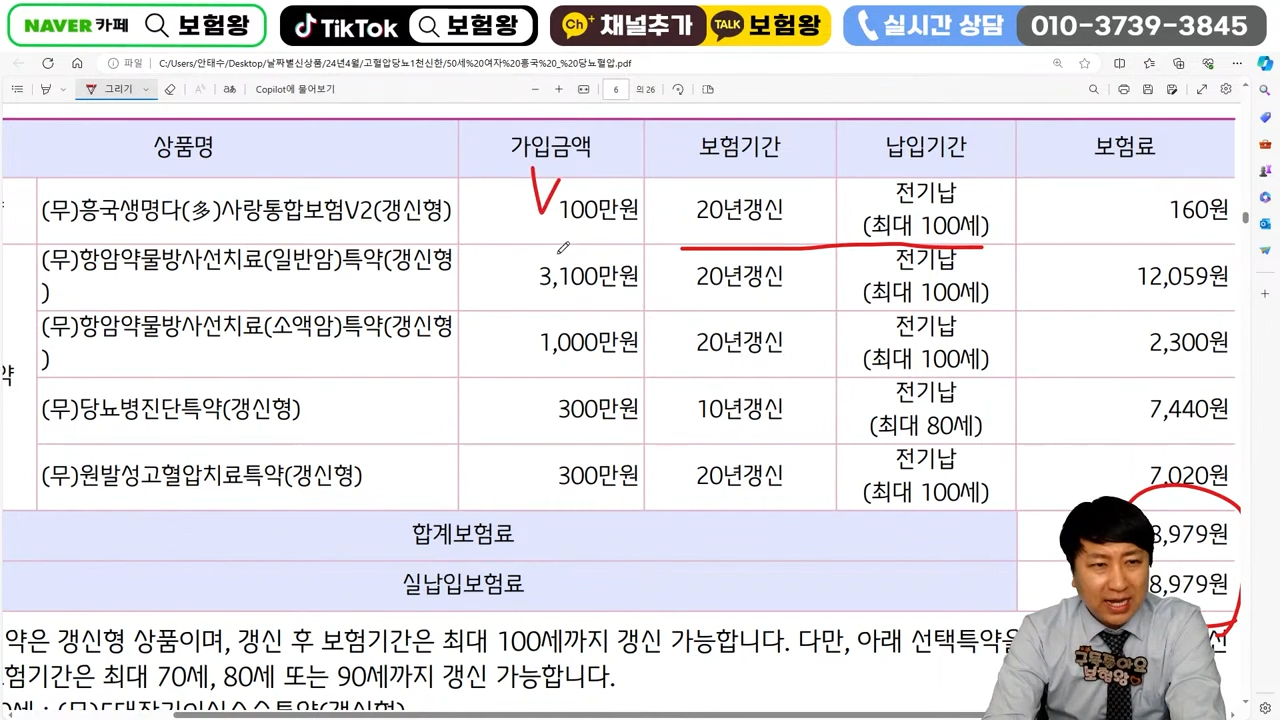 NAVER 카페 보험왕 TikTok 보험왕 Ch+ 채널추가 TALK 보험왕 실시간 상담 010-3739-3845
파일 C:/Users/안태수/Desktop/날짜별신상품/24년4월/고혈압당뇨1천신한/50세%20여자%20흥국%20_%20당뇨혈압.pdf
그리기 Copilot에 물어보기 6 의 26
상품명 가입금액 보험기간 납입기간 보험료
(무)흥국생명다(多)사랑통합보험V2(갱신형) 100만원 20년갱신 전기납 (최대 100세) 160원
(무)항암약물방사선치료(일반암)특약(갱신형) 3,100만원 20년갱신 전기납 (최대 100세) 12,059원
(무)항암약물방사선치료(소액암)특약(갱신형) 1,000만원 20년갱신 전기납 (최대 100세) 2,300원
약
(무)당뇨병진단특약(갱신형) 300만원 10년갱신 전기납 (최대 80세) 7,440원
(무)원발성고혈압치료특약(갱신형) 300만원 20년갱신 전기납 (최대 100세) 7,020원
합계보험료 8,979원
실납입보험료 8,979원
약은 갱신형 상품이며, 갱신 후 보험기간은 최대 100세까지 갱신 가능합니다. 다만, 아래 선택특약을
험기간은 최대 70세, 80세 또는 90세까지 갱신 가능합니다.
구독좋아요
보험왕